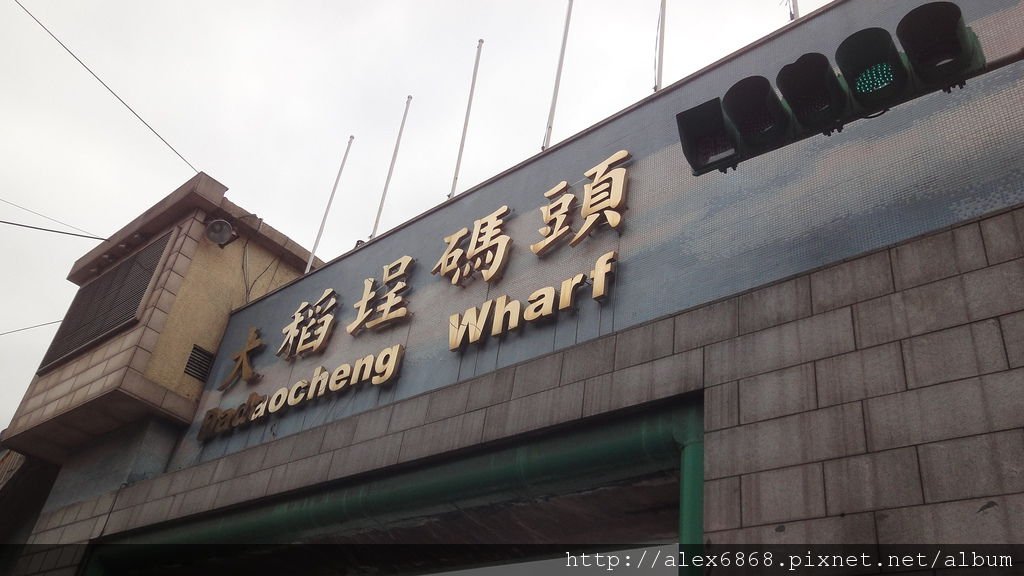 大稻埕碼頭
Dadaocheng Wharf
http://alex6868.pixnet.net/album